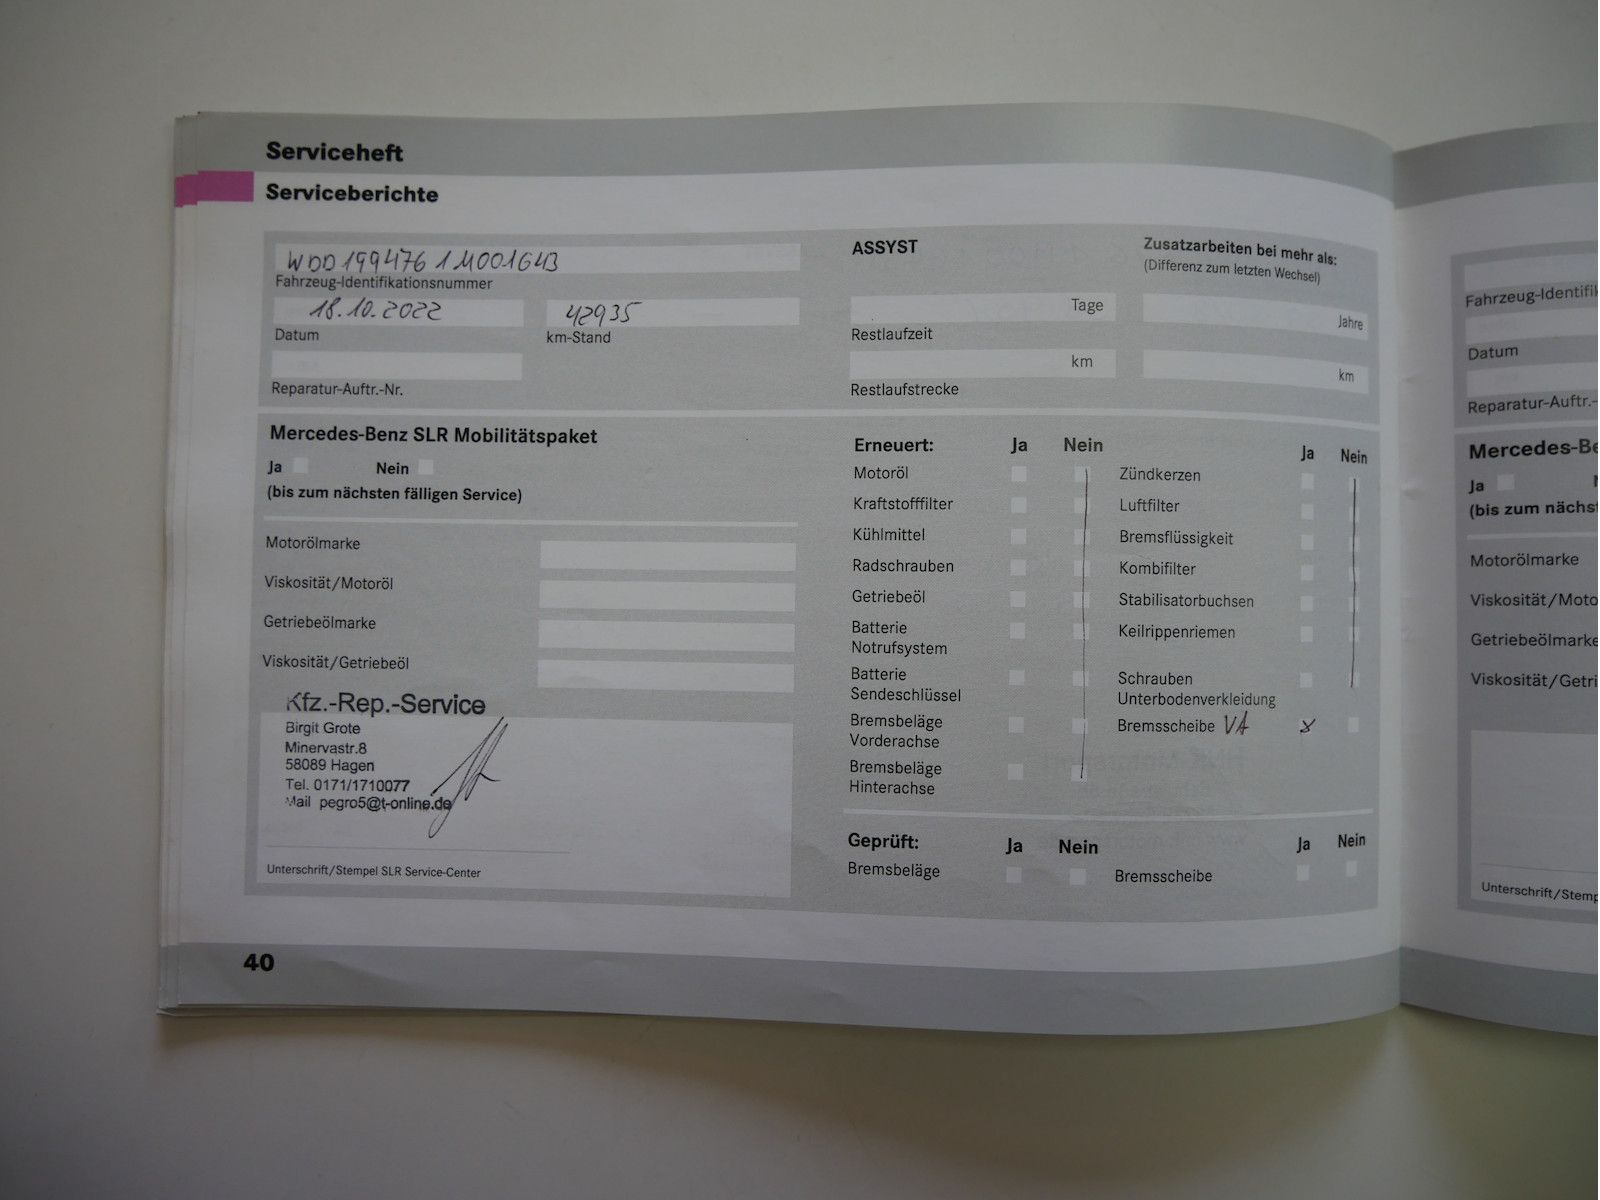 Serviceheft
Serviceberichte
WDD1994761M001643
Fahrzeug-Identifikationsnummer
18.10.2022 42935
Datum km-Stand
Reparatur-Auftr.-Nr.
ASSYST
Tage
Restlaufzeit
km
Restlaufstrecke
Zusatzarbeiten bei mehr als:
(Differenz zum letzten Wechsel)
Jahre
km
Mercedes-Benz SLR Mobilitätspaket
Ja Nein
(bis zum nächsten fälligen Service)
Motorölmarke
Viskosität/Motoröl
Getriebeölmarke
Viskosität/Getriebeöl
Kfz.-Rep.-Service
Birgit Grote
Minervastr.8
58089 Hagen
Tel. 0171/1710077
Mail pegro5@t-online.de
Unterschrift/Stempel SLR Service-Center
Erneuert: Ja Nein
Motoröl
Kraftstofffilter
Kühlmittel
Radschrauben
Getriebeöl
Batterie
Notrufsystem
Batterie
Sendeschlüssel
Bremsbeläge
Vorderachse
Bremsbeläge
Hinterachse
Ja Nein
Zündkerzen
Luftfilter
Bremsflüssigkeit
Kombifilter
Stabilisatorbuchsen
Keilrippenriemen
Schrauben
Unterbodenverkleidung
Bremsscheibe VA x
Geprüft: Ja Nein Ja Nein
Bremsbeläge Bremsscheibe
40
Fahrzeug-Identifik
Datum
Reparatur-Auftr.-
Mercedes-Be
Ja
(bis zum nächst
Motorölmarke
Viskosität/Moto
Getriebeölmarke
Viskosität/Getri
Unterschrift/Stemp